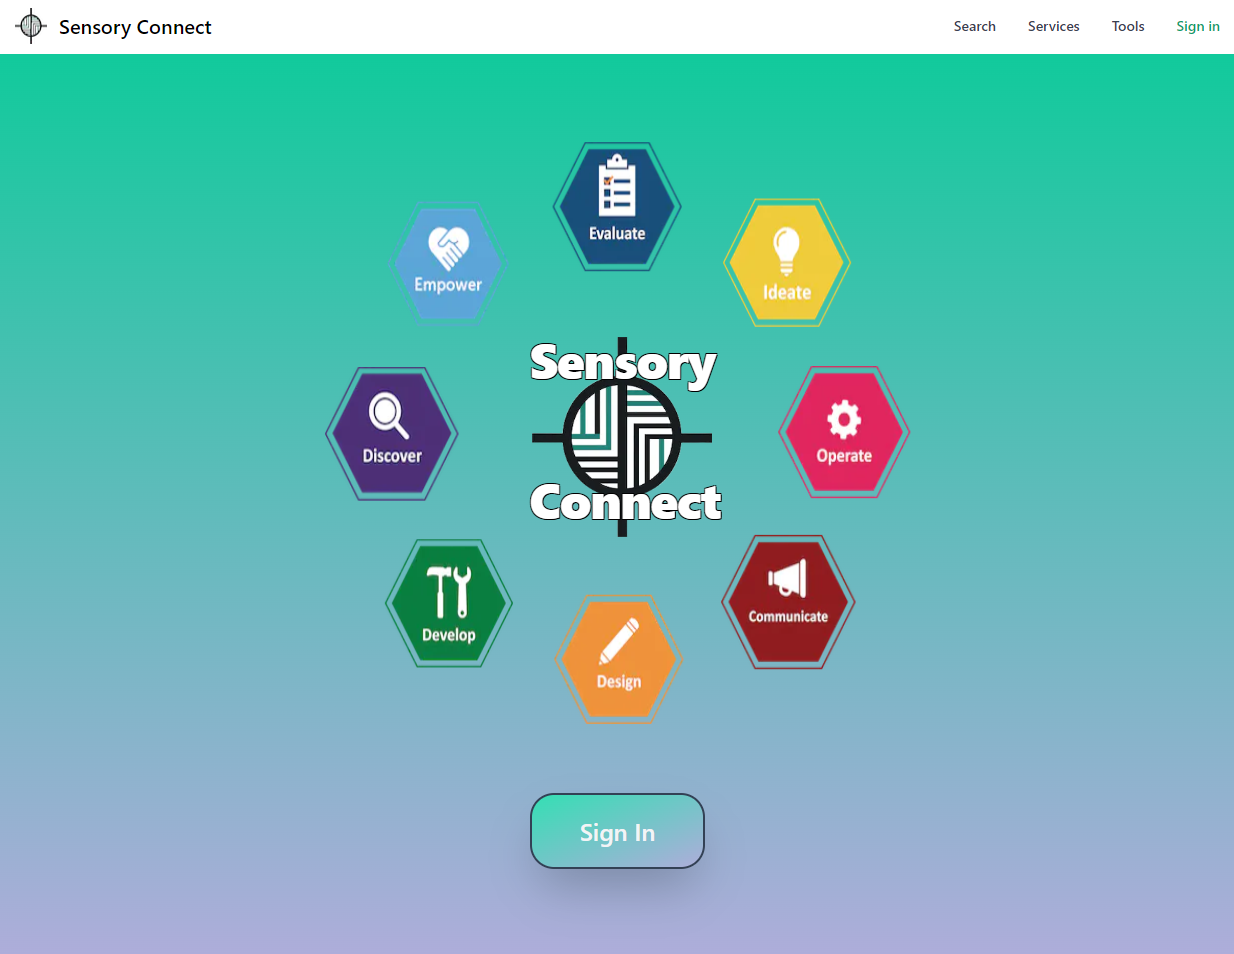 Sensory Connect
Search
Services
Tools
Sign in
Evaluate
Empower
Ideate
Sensory
Discover
Operate
Connect
Develop
Communicate
Design
Sign In